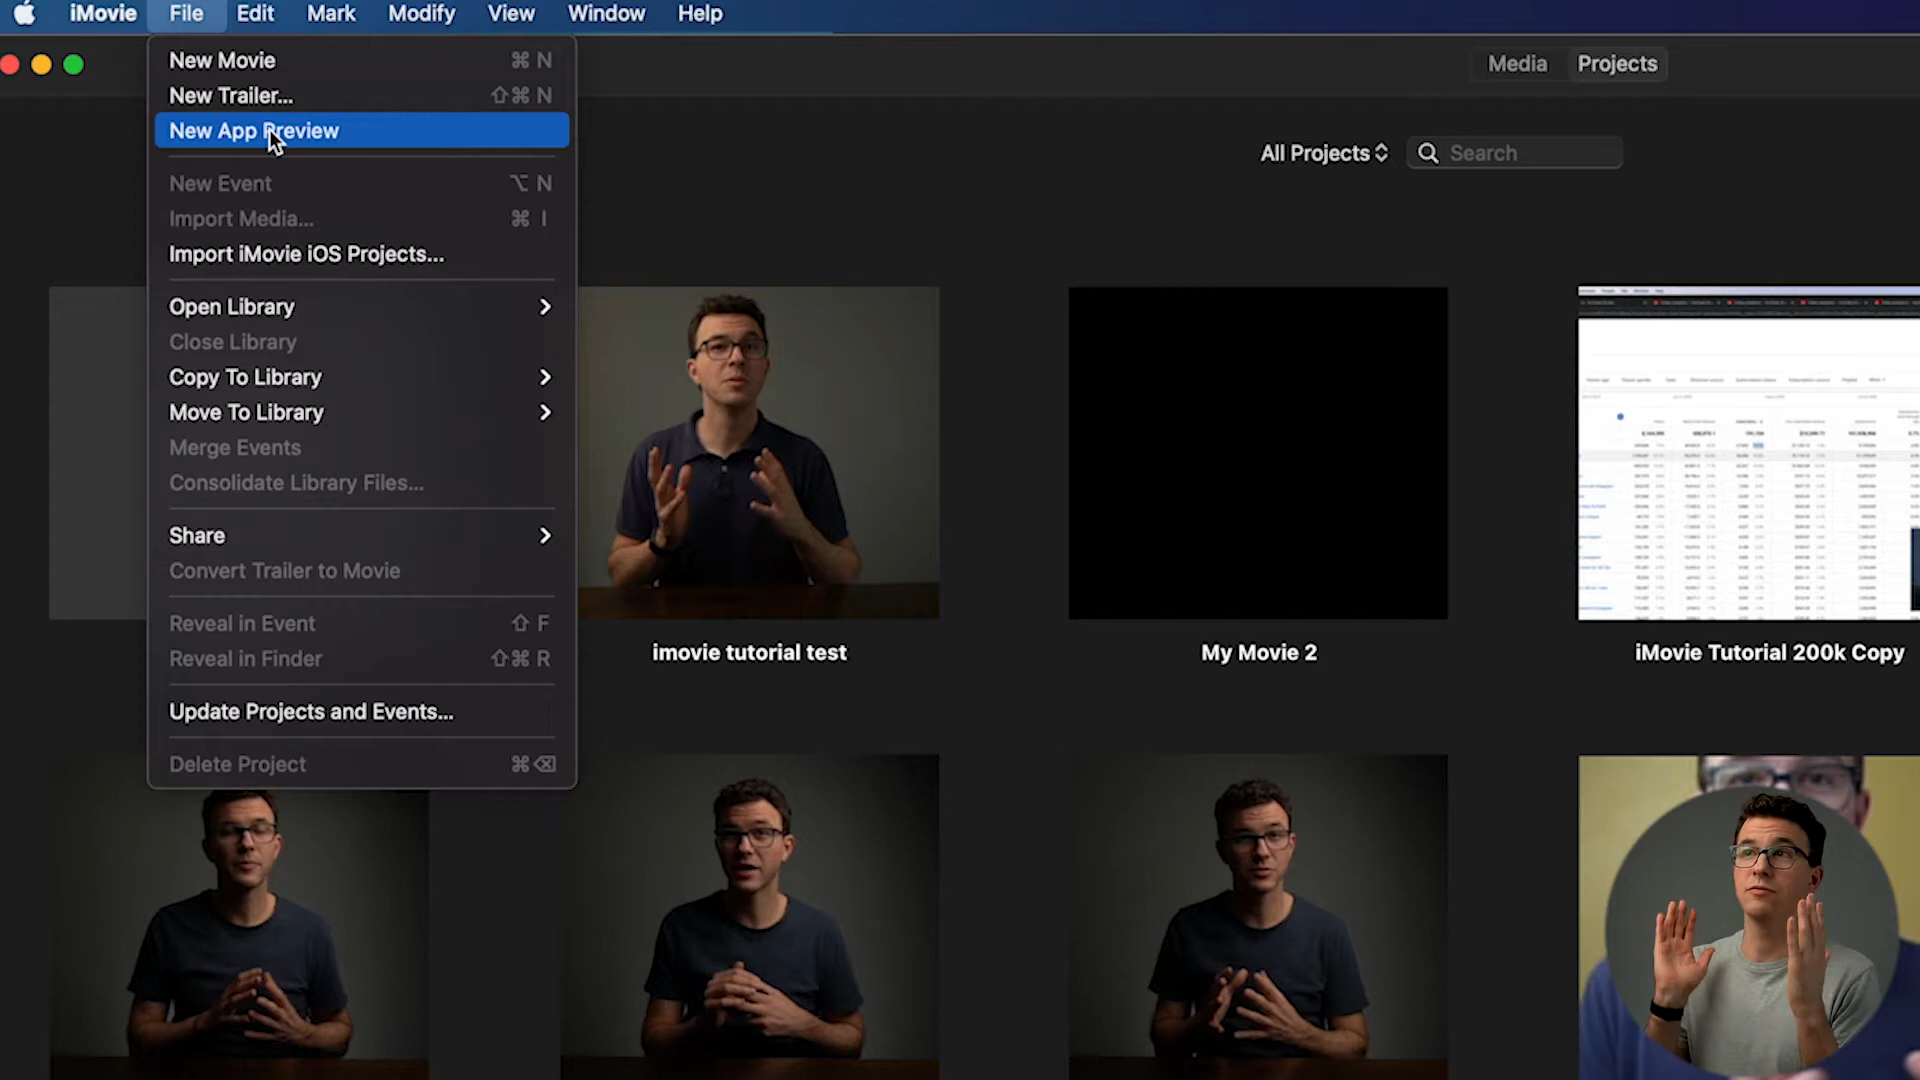 iMovie File Edit Mark Modify View Window Help
Media Projects
New Movie ⌘ N
New Trailer... ⇧⌘ N
New App Preview
All Projects Search
New Event ⌥ N
Import Media... ⌘ I
Import iMovie iOS Projects...
Open Library
Close Library
Copy To Library
Move To Library
Merge Events
Consolidate Library Files...
Share
Convert Trailer to Movie
Reveal in Event ⇧ F
Reveal in Finder ⇧⌘ R
Update Projects and Events...
Delete Project ⌘⌫
imovie tutorial test
My Movie 2
iMovie Tutorial 200k Copy